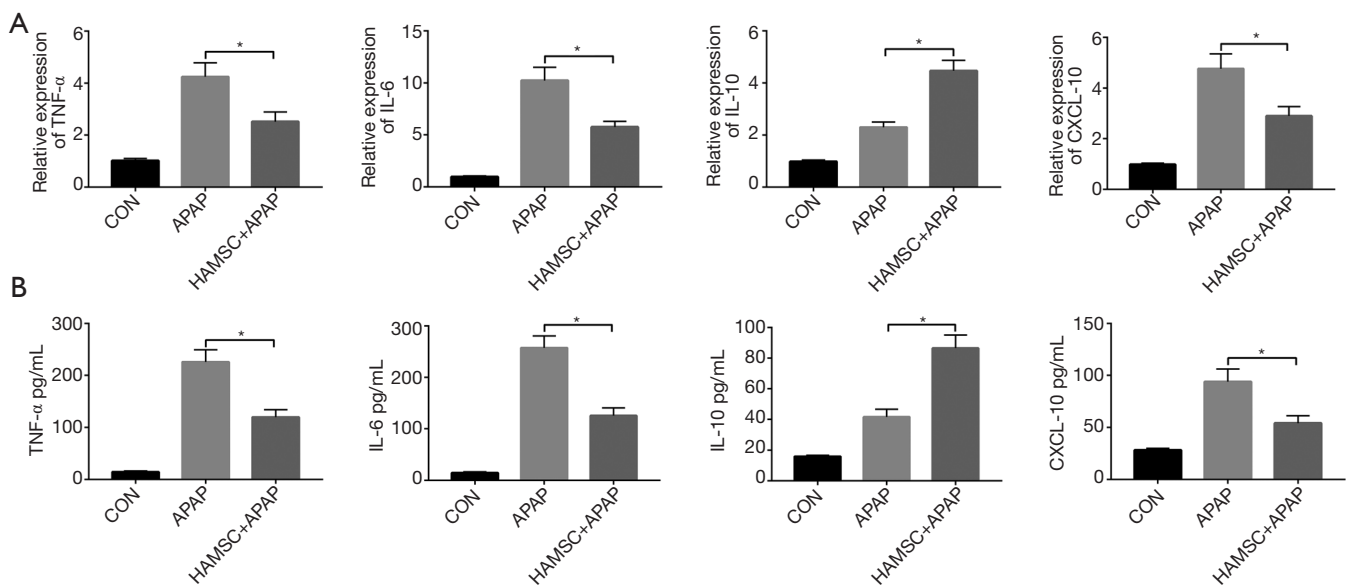 A
Relative expression
of TNF-α
6
4
2
0
*
CON
APAP
HAMSC+APAP
Relative expression
of IL-6
15
10
5
0
*
CON
APAP
HAMSC+APAP
Relative expression
of IL-10
6
4
2
0
*
CON
APAP
HAMSC+APAP
Relative expression
of CXCL-10
6
4
2
0
*
CON
APAP
HAMSC+APAP
B
TNF-α pg/mL
300
200
100
0
*
CON
APAP
HAMSC+APAP
IL-6 pg/mL
300
200
100
0
*
CON
APAP
HAMSC+APAP
IL-10 pg/mL
100
80
60
40
20
0
*
CON
APAP
HAMSC+APAP
CXCL-10 pg/mL
150
100
50
0
*
CON
APAP
HAMSC+APAP